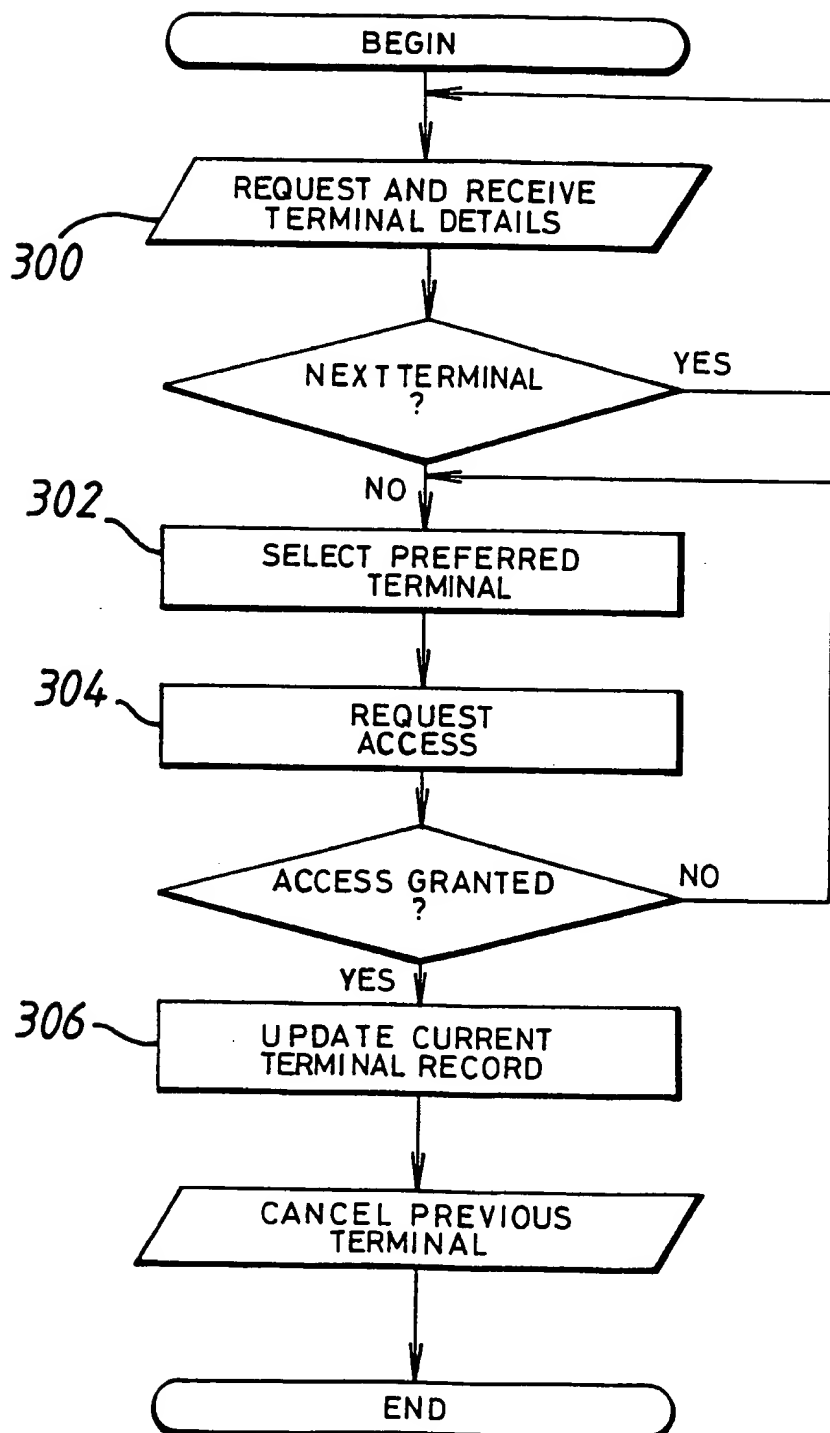 BEGIN
REQUEST AND RECEIVE
TERMINAL DETAILS
300
NEXT TERMINAL
?
YES
NO
302
SELECT PREFERRED
TERMINAL
304
REQUEST
ACCESS
ACCESS GRANTED
?
NO
YES
306
UPDATE CURRENT
TERMINAL RECORD
CANCEL PREVIOUS
TERMINAL
END